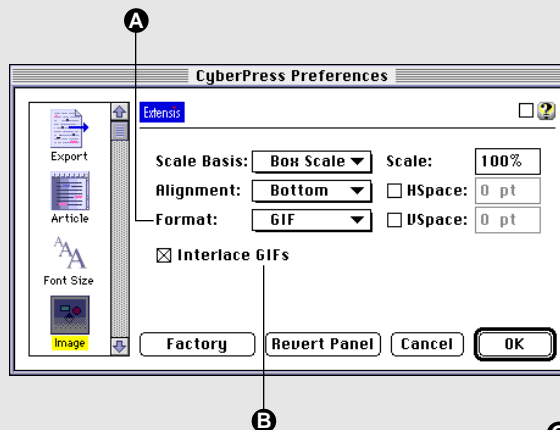 A
CyberPress Preferences
Extensis
Export
Article
Font Size
Image
Scale Basis: Box Scale Scale: 100%
Alignment: Bottom HSpace: 0 pt
Format: GIF VSpace: 0 pt
Interlace GIFs
Factory Revert Panel Cancel OK
B